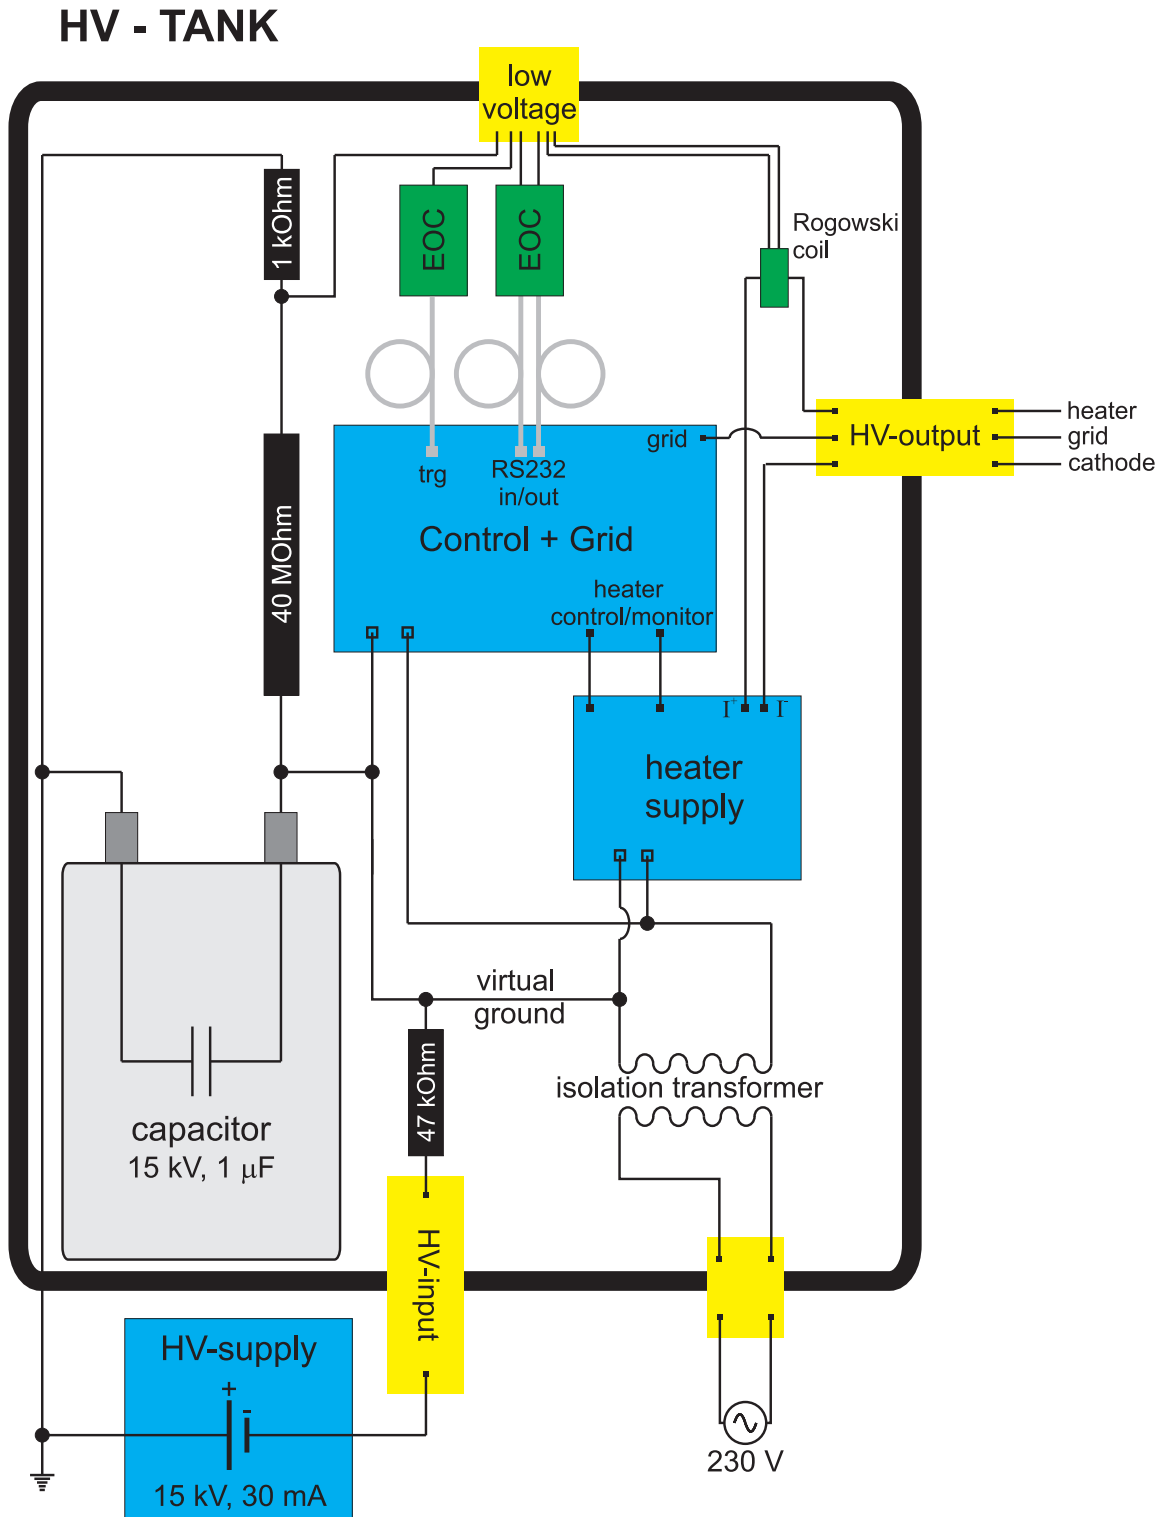 HV - TANK
low
voltage
1 kOhm
EOC
EOC
Rogowski
coil
heater
grid
cathode
HV-output
grid
trg
RS232
in/out
Control + Grid
40 MOhm
heater
control/monitor
I+
I-
heater
supply
virtual
ground
47 kOhm
isolation transformer
capacitor
15 kV, 1 μF
HV-input
HV-supply
+
-
15 kV, 30 mA
230 V